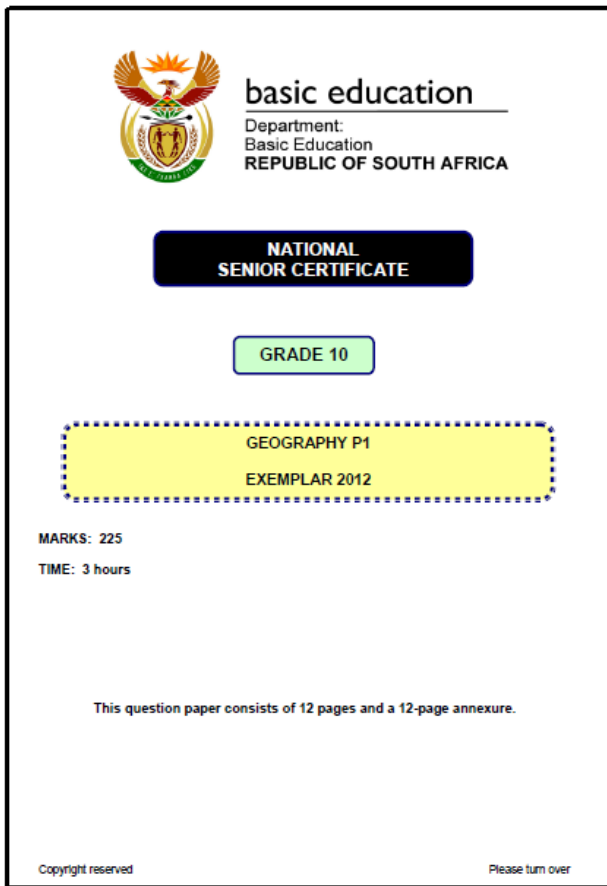 basic education
Department:
Basic Education
REPUBLIC OF SOUTH AFRICA
NATIONAL
SENIOR CERTIFICATE
GRADE 10
GEOGRAPHY P1
EXEMPLAR 2012
MARKS: 225
TIME: 3 hours
This question paper consists of 12 pages and a 12-page annexure.
Copyright reserved
Please turn over